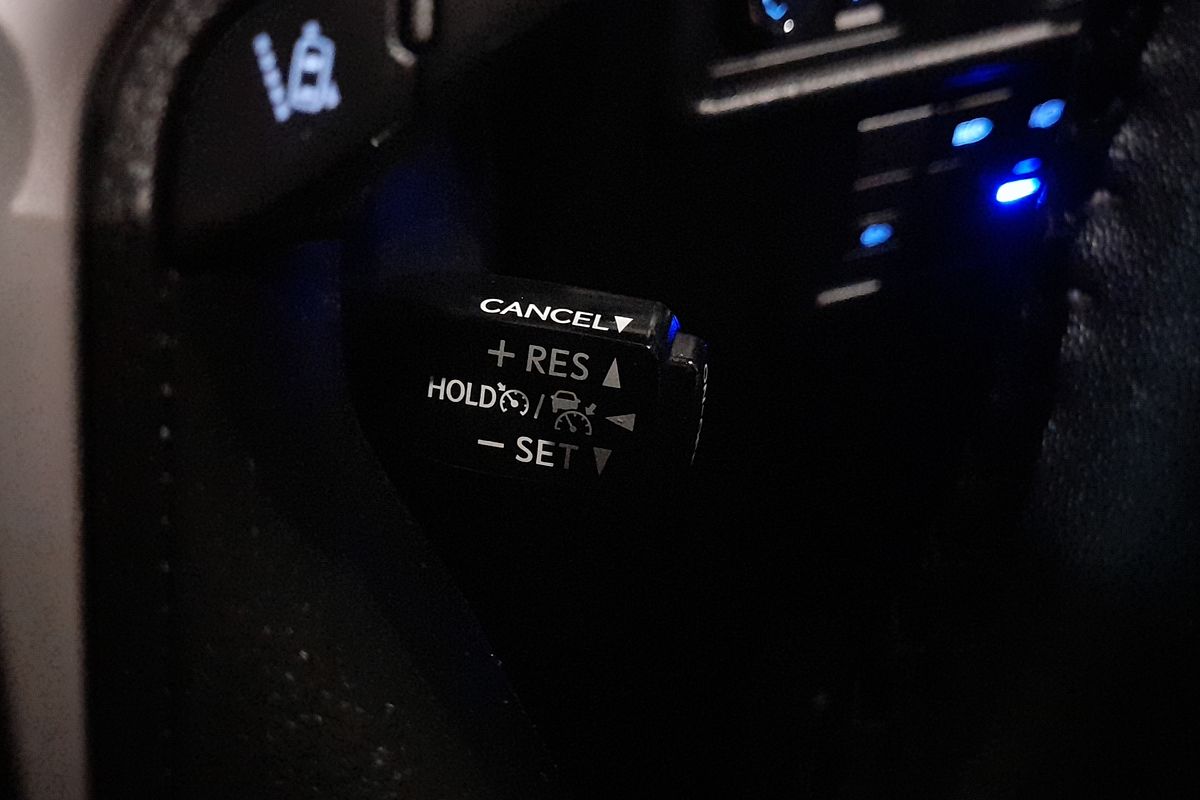 CANCEL▼
+ RES ▲
HOLD / ◀
− SET ▼